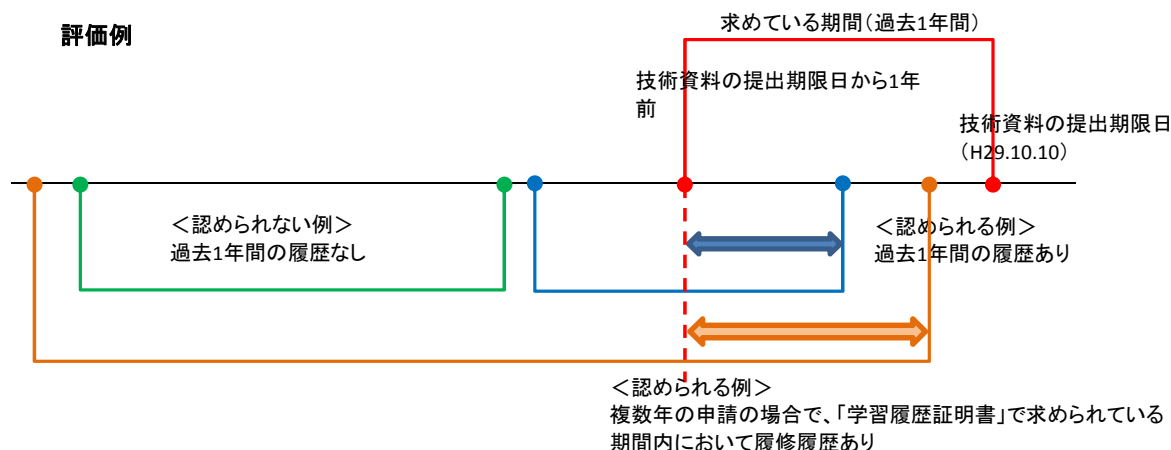 評価例
求めている期間(過去1年間)
技術資料の提出期限日から1年
前
技術資料の提出期限日
(H29.10.10)
＜認められない例＞
過去1年間の履歴なし
＜認められる例＞
過去1年間の履歴あり
＜認められる例＞
複数年の申請の場合で、「学習履歴証明書」で求められている
期間内において履修履歴あり